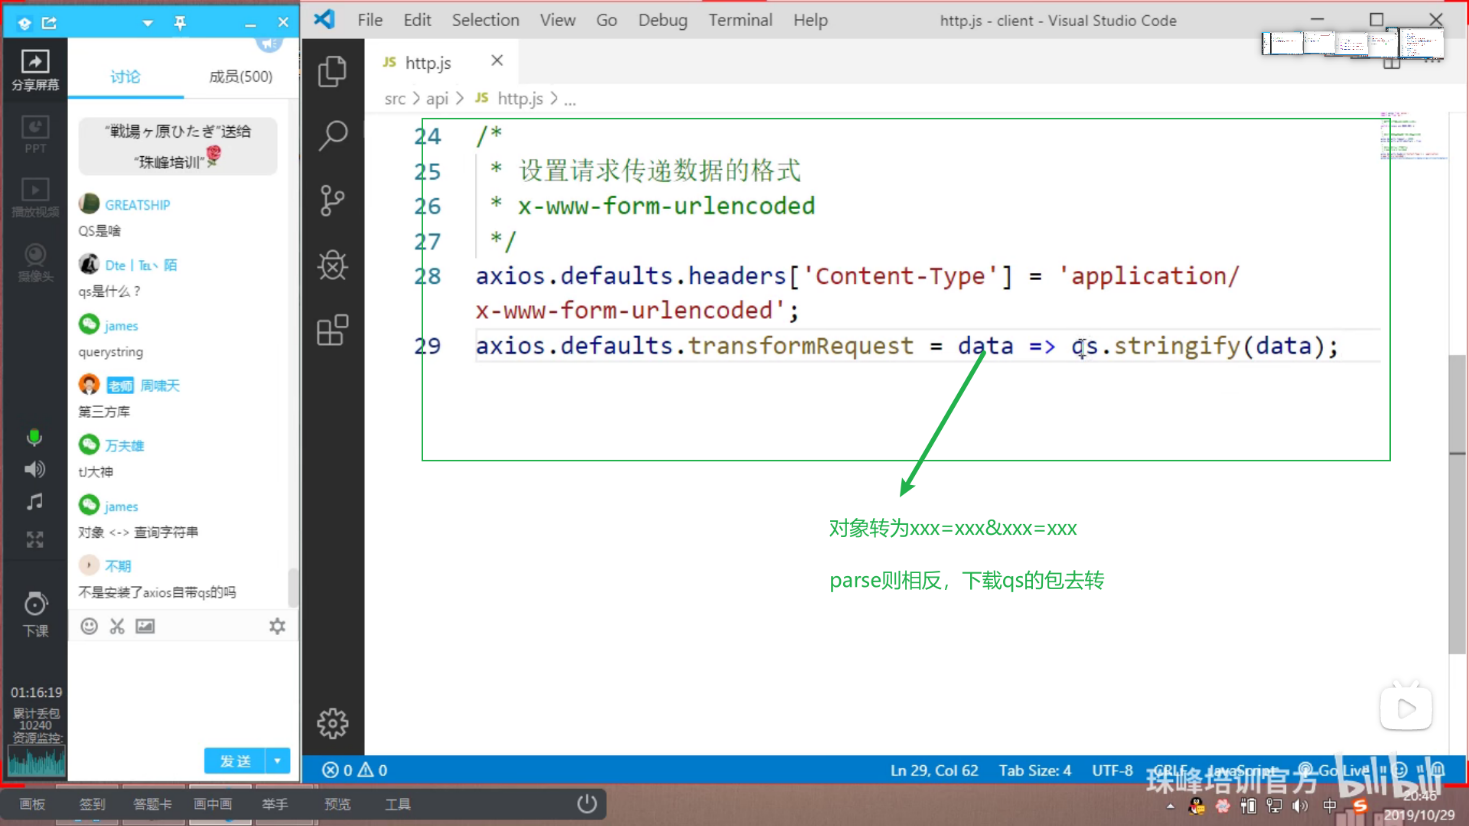 File Edit Selection View Go Debug Terminal Help
http.js - client - Visual Studio Code
分享屏幕
PPT
播放视频
摄像头
讨论
成员(500)
“戦場ヶ原ひたぎ”送给
“珠峰培训”
GREATSHIP
QS是啥
qs是什么？
james
querystring
老师 周啸天
第三方库
万夫雄
tJ大神
james
对象 <-> 查询字符串
不期
不是安装了axios自带qs的吗
下课
01:16:19
累计丢包
10240
资源监控:
发送
JS http.js
src > api > JS http.js > ...
24 /*
25 * 设置请求传递数据的格式
26 * x-www-form-urlencoded
27 */
28 axios.defaults.headers['Content-Type'] = 'application/
x-www-form-urlencoded';
29 axios.defaults.transformRequest = data => qs.stringify(data);
对象转为xxx=xxx&xxx=xxx
parse则相反，下载qs的包去转
0 0
Ln 29, Col 62 Tab Size: 4 UTF-8 CRLF JavaScript Go Live
珠峰培训官方 bilibili
画板 签到 答题卡 画中画 举手 预览 工具
中
20:46
2019/10/29